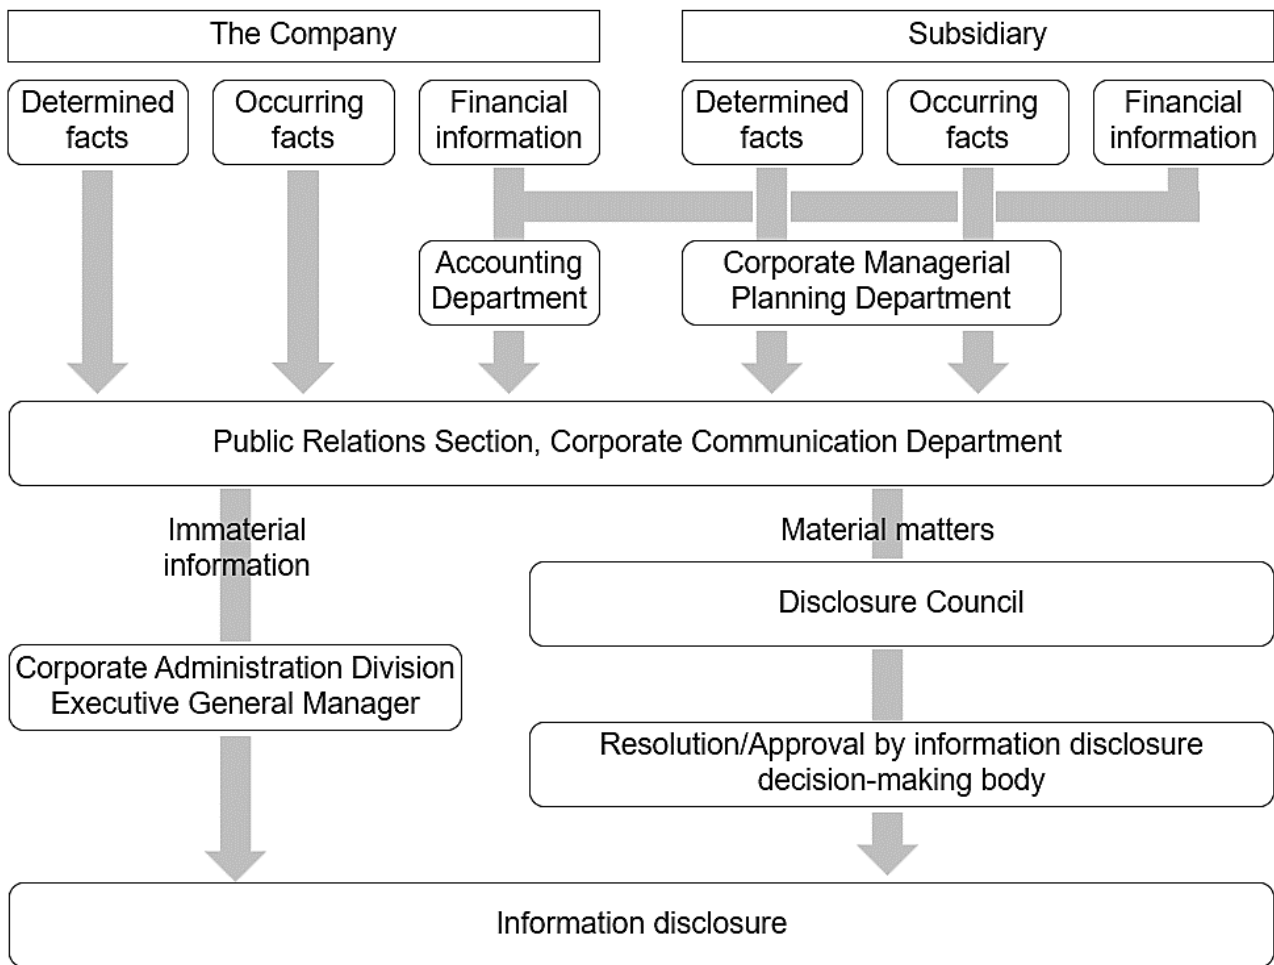 The Company
Subsidiary
Determined
facts
Occurring
facts
Financial
information
Determined
facts
Occurring
facts
Financial
information
Accounting
Department
Corporate Managerial
Planning Department
Public Relations Section, Corporate Communication Department
Immaterial
information
Material matters
Disclosure Council
Corporate Administration Division
Executive General Manager
Resolution/Approval by information disclosure
decision-making body
Information disclosure